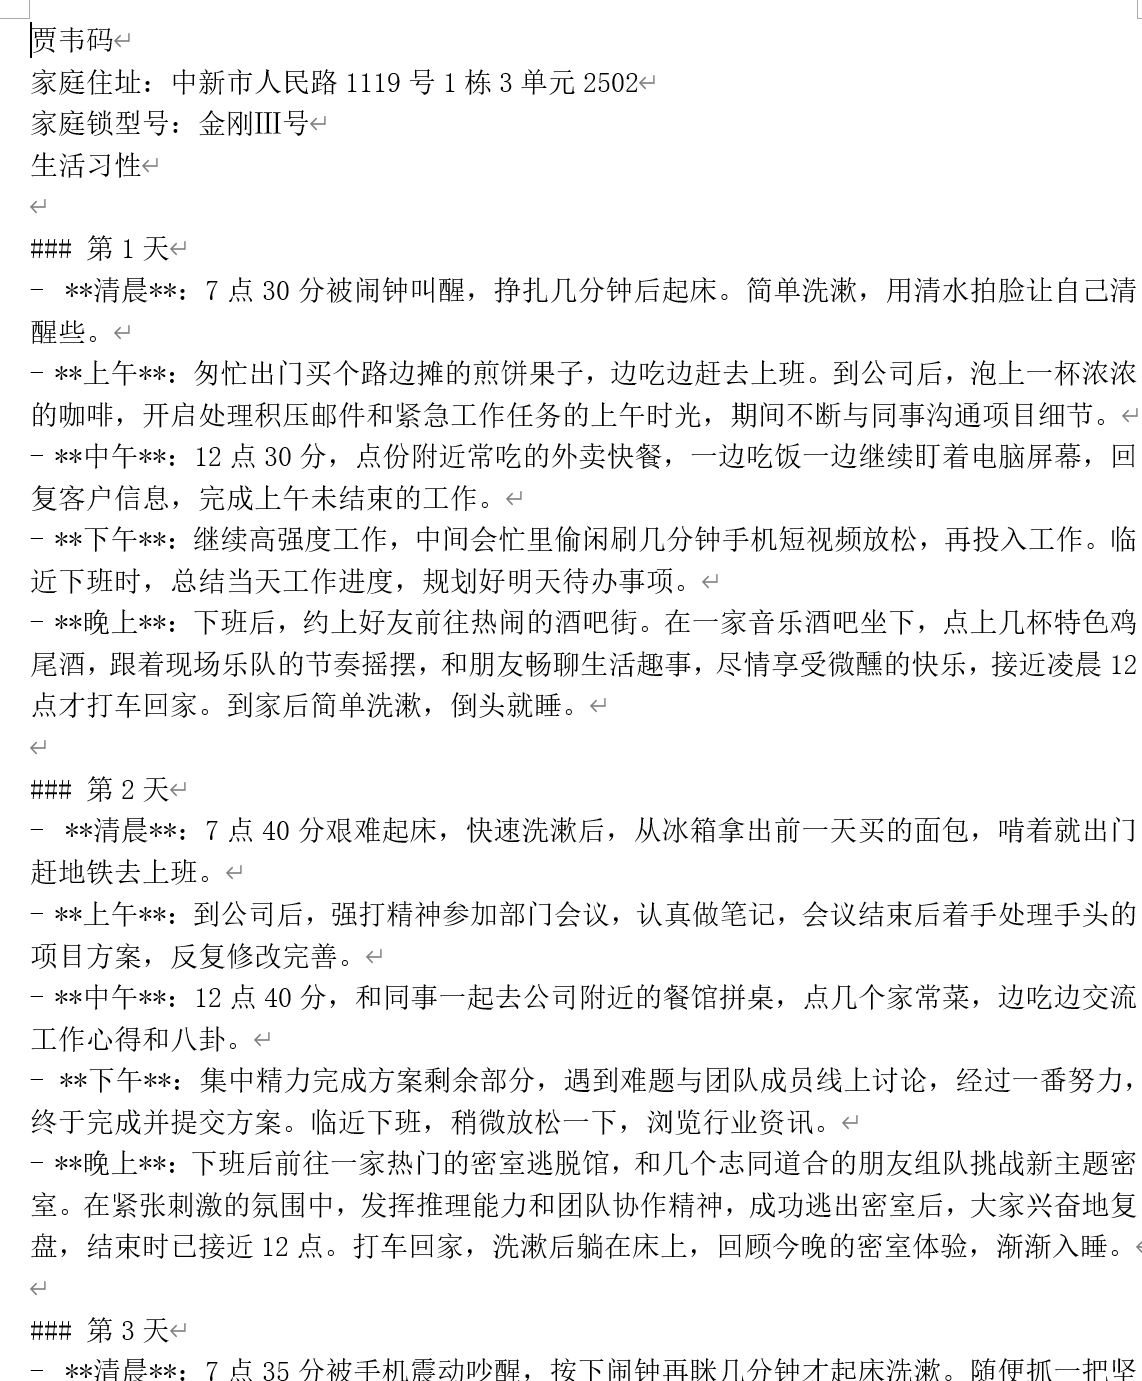 贾韦码
家庭住址：中新市人民路 1119 号 1 栋 3 单元 2502
家庭锁型号：金刚Ⅲ号
生活习性
### 第 1 天
- **清晨**：7 点 30 分被闹钟叫醒，挣扎几分钟后起床。简单洗漱，用清水拍脸让自己清
醒些。
- **上午**：匆忙出门买个路边摊的煎饼果子，边吃边赶去上班。到公司后，泡上一杯浓浓
的咖啡，开启处理积压邮件和紧急工作任务的上午时光，期间不断与同事沟通项目细节。
- **中午**：12 点 30 分，点份附近常吃的外卖快餐，一边吃饭一边继续盯着电脑屏幕，回
复客户信息，完成上午未结束的工作。
- **下午**：继续高强度工作，中间会忙里偷闲刷几分钟手机短视频放松，再投入工作。临
近下班时，总结当天工作进度，规划好明天待办事项。
- **晚上**：下班后，约上好友前往热闹的酒吧街。在一家音乐酒吧坐下，点上几杯特色鸡
尾酒，跟着现场乐队的节奏摇摆，和朋友畅聊生活趣事，尽情享受微醺的快乐，接近凌晨 12
点才打车回家。到家后简单洗漱，倒头就睡。
### 第 2 天
- **清晨**：7 点 40 分艰难起床，快速洗漱后，从冰箱拿出前一天买的面包，啃着就出门
赶地铁去上班。
- **上午**：到公司后，强打精神参加部门会议，认真做笔记，会议结束后着手处理手头的
项目方案，反复修改完善。
- **中午**：12 点 40 分，和同事一起去公司附近的餐馆拼桌，点几个家常菜，边吃边交流
工作心得和八卦。
- **下午**：集中精力完成方案剩余部分，遇到难题与团队成员线上讨论，经过一番努力，
终于完成并提交方案。临近下班，稍微放松一下，浏览行业资讯。
- **晚上**：下班后前往一家热门的密室逃脱馆，和几个志同道合的朋友组队挑战新主题密
室。在紧张刺激的氛围中，发挥推理能力和团队协作精神，成功逃出密室后，大家兴奋地复
盘，结束时已接近 12 点。打车回家，洗漱后躺在床上，回顾今晚的密室体验，渐渐入睡。
### 第 3 天
- **清晨**：7 点 35 分被手机震动吵醒，按下闹钟再眯几分钟才起床洗漱。随便抓一把坚